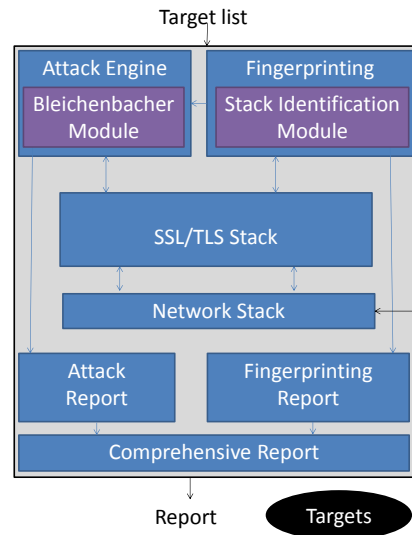 Target list
Attack Engine
Fingerprinting
Bleichenbacher
Module
Stack Identification
Module
SSL/TLS Stack
Network Stack
Attack
Report
Fingerprinting
Report
Comprehensive Report
Report
Targets